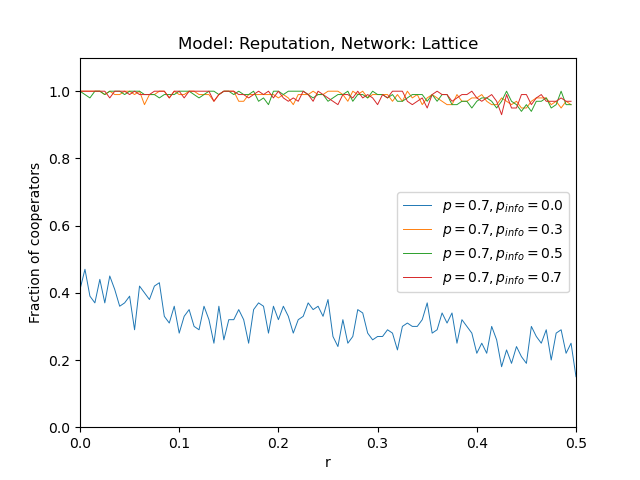 Model: Reputation, Network: Lattice
Fraction of cooperators
1.0
0.8
0.6
0.4
0.2
0.0
p = 0.7, p_info = 0.0
p = 0.7, p_info = 0.3
p = 0.7, p_info = 0.5
p = 0.7, p_info = 0.7
0.0 0.1 0.2 0.3 0.4 0.5
r